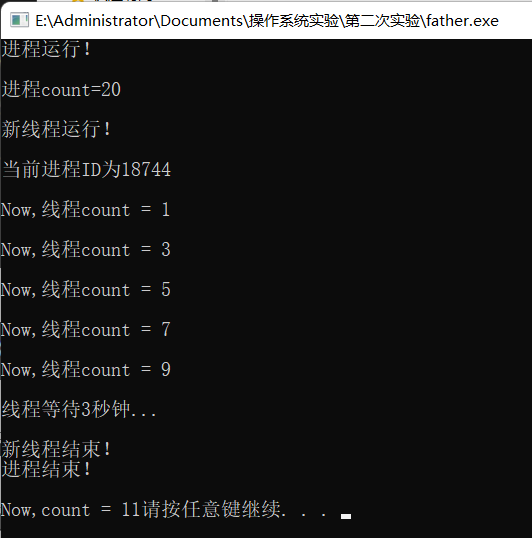 E:\Administrator\Documents\操作系统实验\第二次实验\father.exe
进程运行!
进程count=20
新线程运行!
当前进程ID为18744
Now,线程count = 1
Now,线程count = 3
Now,线程count = 5
Now,线程count = 7
Now,线程count = 9
线程等待3秒钟...
新线程结束!
进程结束!
Now,count = 11请按任意键继续. . .